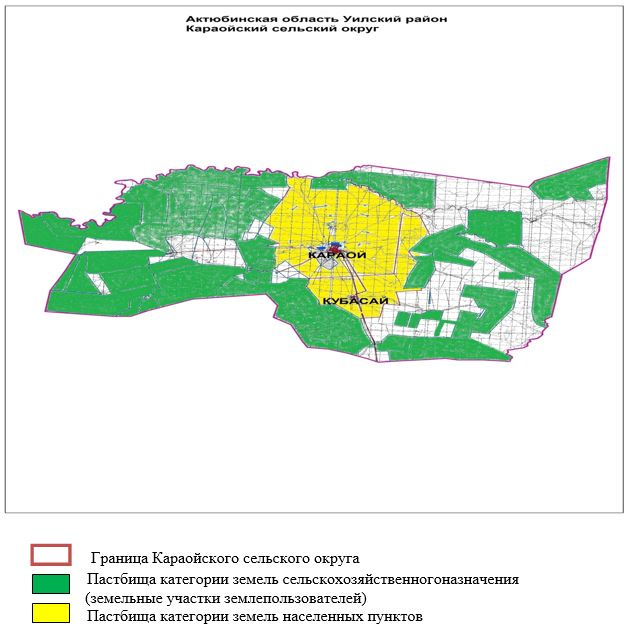 Актюбинская область Уилский район
Караойский сельский округ
КАРАОЙ
КУБАСАЙ
Граница Караойского сельского округа
Пастбища категории земель сельскохозяйственногоназначения
(земельные участки землепользователей)
Пастбища категории земель населенных пунктов